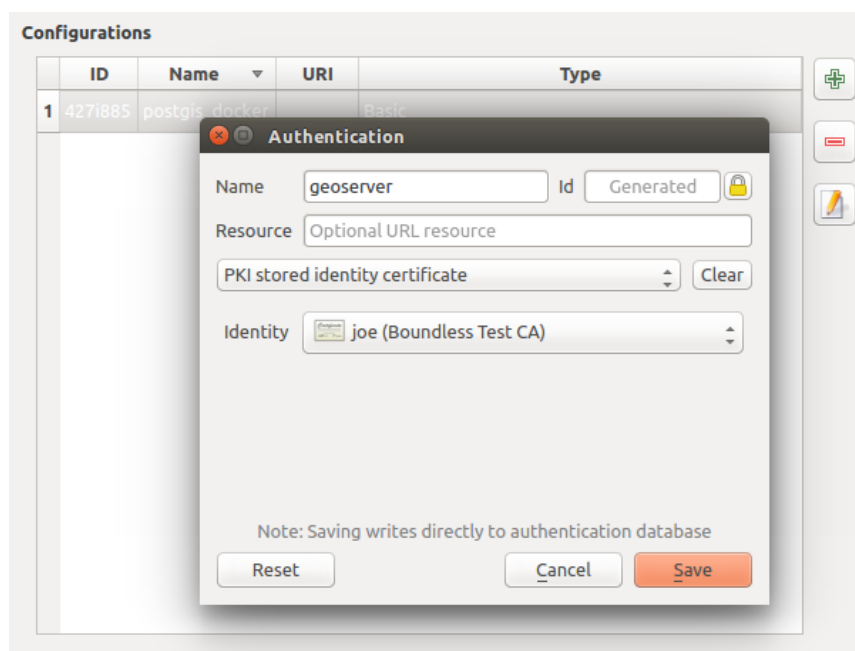 Configurations
ID Name URI Type
1 427i885 postgis_docker Basic
Authentication
Name geoserver Id Generated
Resource Optional URL resource
PKI stored identity certificate Clear
Identity joe (Boundless Test CA)
Note: Saving writes directly to authentication database
Reset Cancel Save